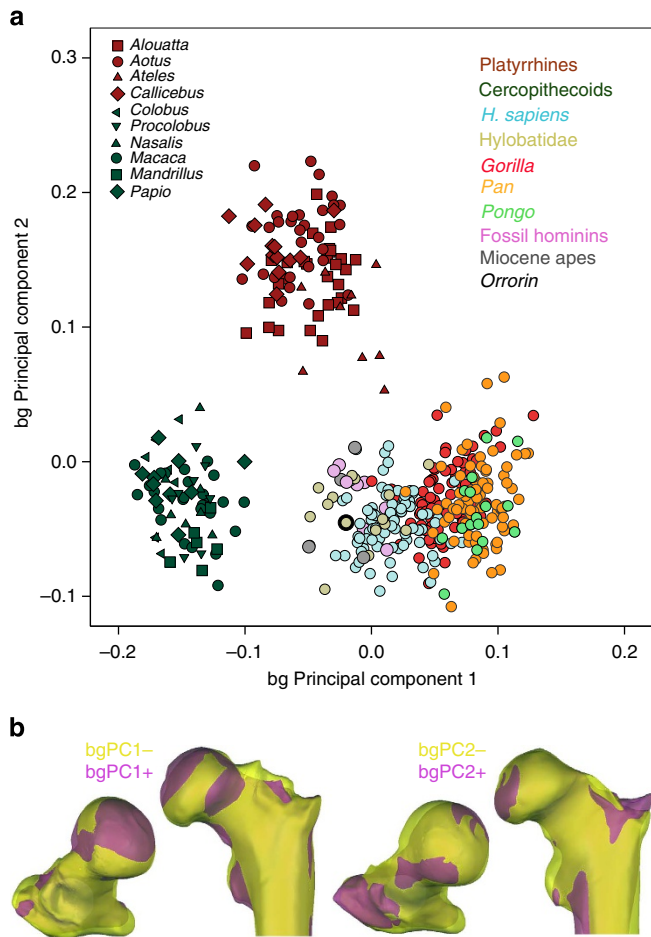 a
0.3
0.2
0.1
0.0
−0.1
bg Principal component 2
Alouatta
Aotus
Ateles
Callicebus
Colobus
Procolobus
Nasalis
Macaca
Mandrillus
Papio
Platyrrhines
Cercopithecoids
H. sapiens
Hylobatidae
Gorilla
Pan
Pongo
Fossil hominins
Miocene apes
Orrorin
−0.2 −0.1 0.0 0.1 0.2
bg Principal component 1
b
bgPC1−
bgPC1+
bgPC2−
bgPC2+